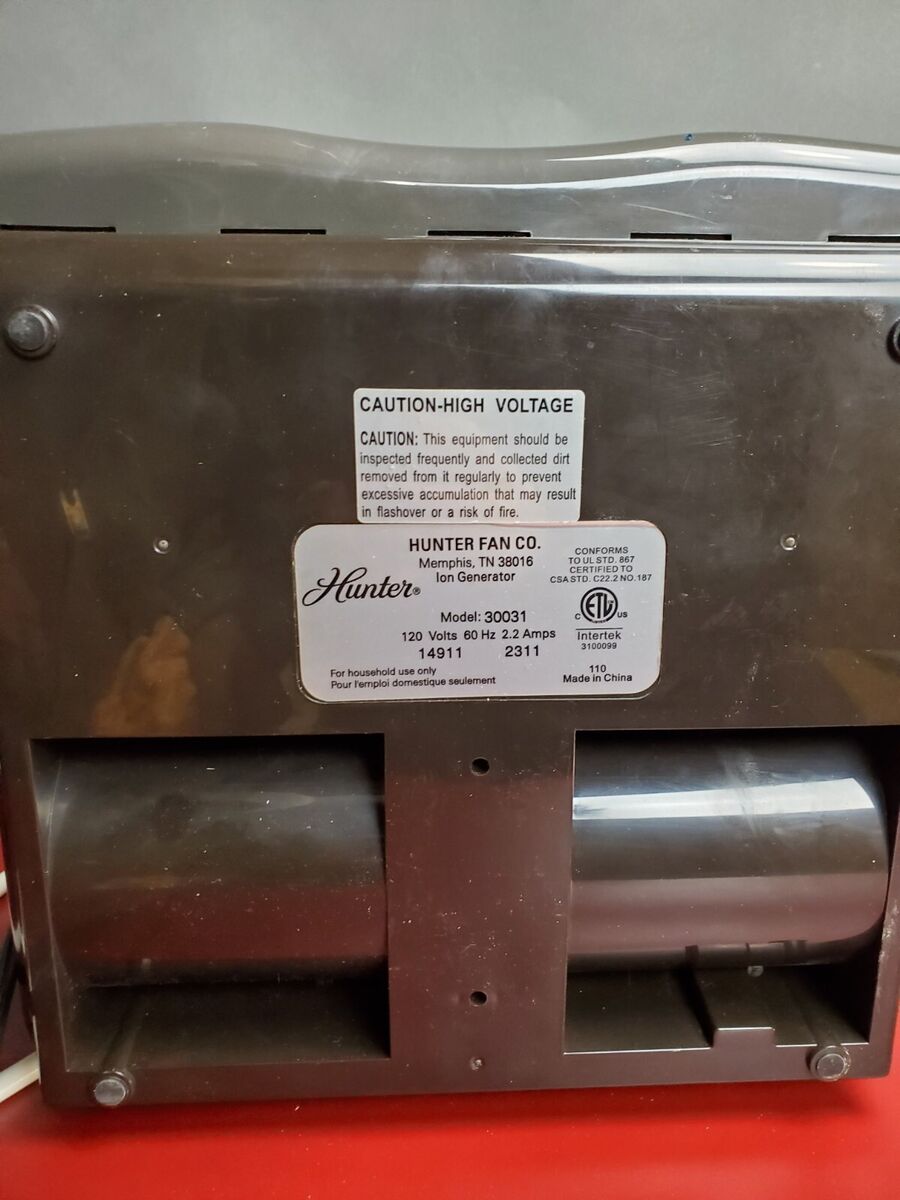 CAUTION-HIGH VOLTAGE
CAUTION: This equipment should be
inspected frequently and collected dirt
removed from it regularly to prevent
excessive accumulation that may result
in flashover or a risk of fire.
HUNTER FAN CO.
Memphis, TN 38016
Ion Generator
Hunter®
Model: 30031
120 Volts 60 Hz 2.2 Amps
14911 2311
For household use only
Pour l'emploi domestique seulement
CONFORMS
TO UL STD. 867
CERTIFIED TO
CSA STD. C22.2 NO.187
C ETL US
Intertek
3100099
110
Made in China